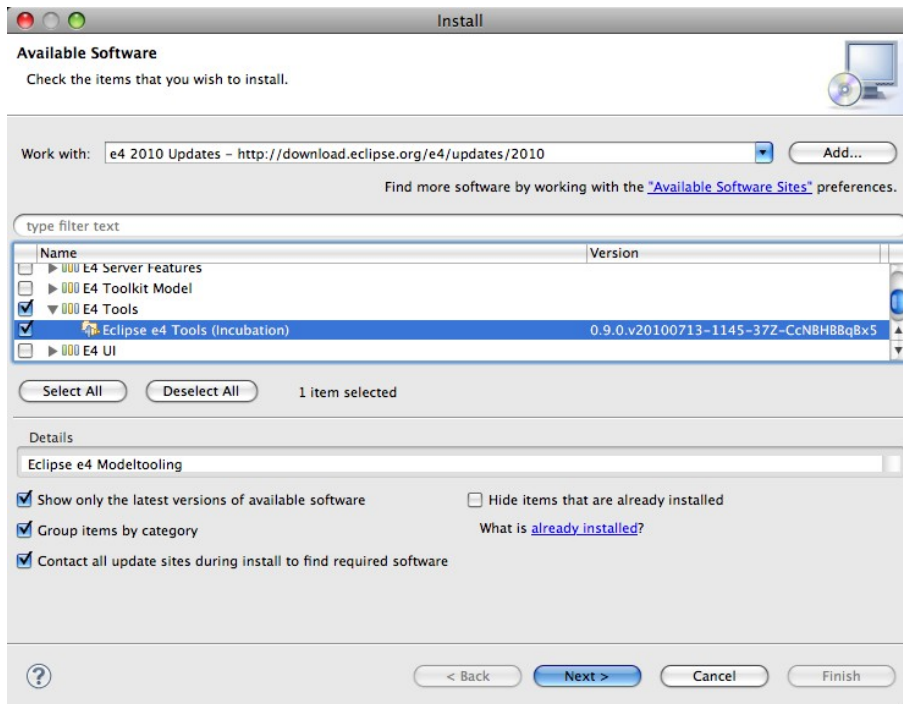 Install
Available Software
Check the items that you wish to install.
Work with: e4 2010 Updates – http://download.eclipse.org/e4/updates/2010 Add...
Find more software by working with the "Available Software Sites" preferences.
type filter text
Name Version
E4 Server Features
E4 Toolkit Model
E4 Tools
Eclipse e4 Tools (Incubation) 0.9.0.v20100713-1145-37Z-CcNBHBBqBx5
E4 UI
Select All Deselect All 1 item selected
Details
Eclipse e4 Modeltooling
Show only the latest versions of available software Hide items that are already installed
Group items by category What is already installed?
Contact all update sites during install to find required software
? < Back Next > Cancel Finish